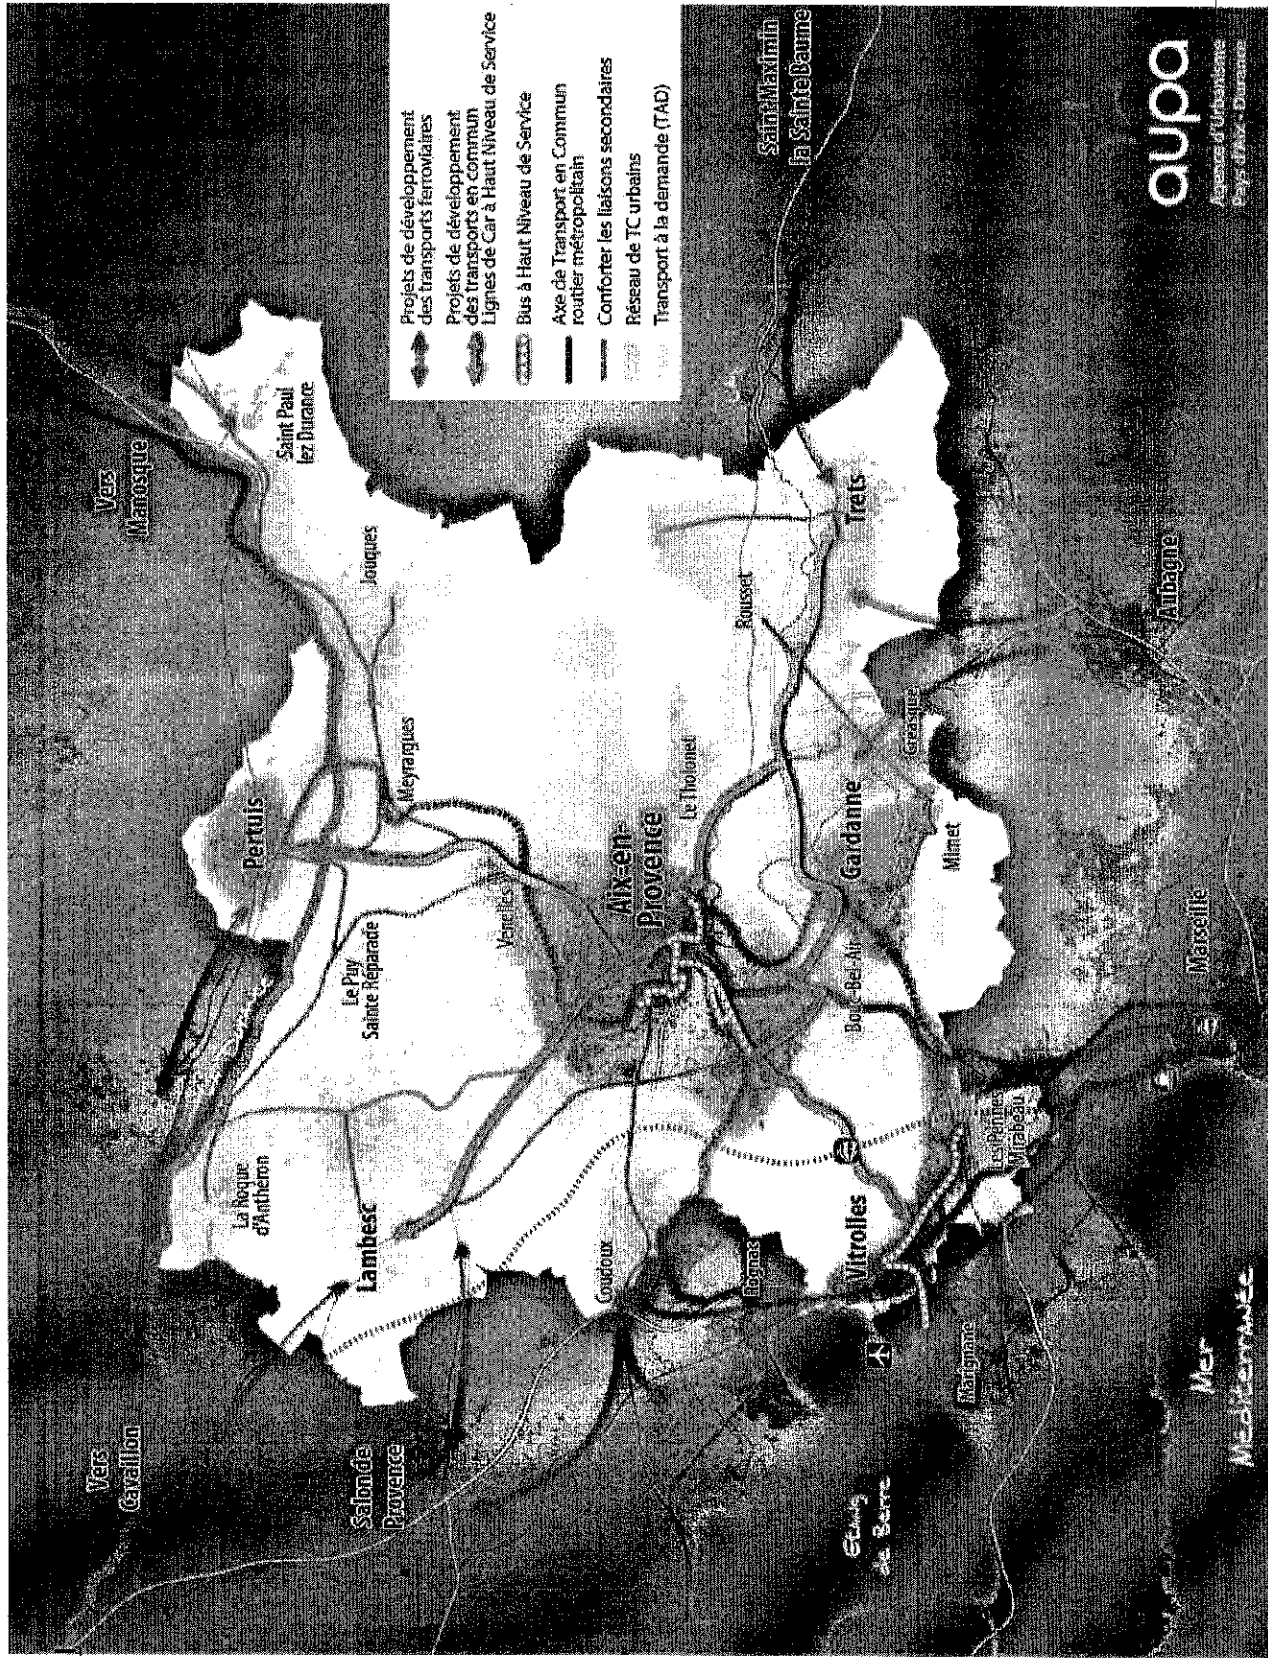 Vers
Cavaillon
Vers
Manosque
Saint Paul
lez Durance
Jouques
Pertuis
Meyrargues
La Roque
d'Anthéron
Le Puy
Sainte Réparade
Venelles
Lambesc
Salon de
Provence
Aix-en-
Provence
Le Tholonet
Rousset
Trets
Coudoux
Rognac
Vitrolles
Bouc-Bel-Air
Gardanne
Gréasque
Mimet
Les Pennes
Mirabeau
Marignane
Marseille
Aubagne
Etang
de Berre
Mer
Méditerranée
Saint Maximin
la Sainte Baume
Projets de développement
des transports ferroviaires
Projets de développement
des transports en commun
Lignes de Car à Haut Niveau de Service
Bus à Haut Niveau de Service
Axe de Transport en Commun
routier métropolitain
Conforter les liaisons secondaires
Réseau de TC urbains
Transport à la demande (TAD)
aupa
Agence d'Urbanisme
Pays d'Aix - Durance